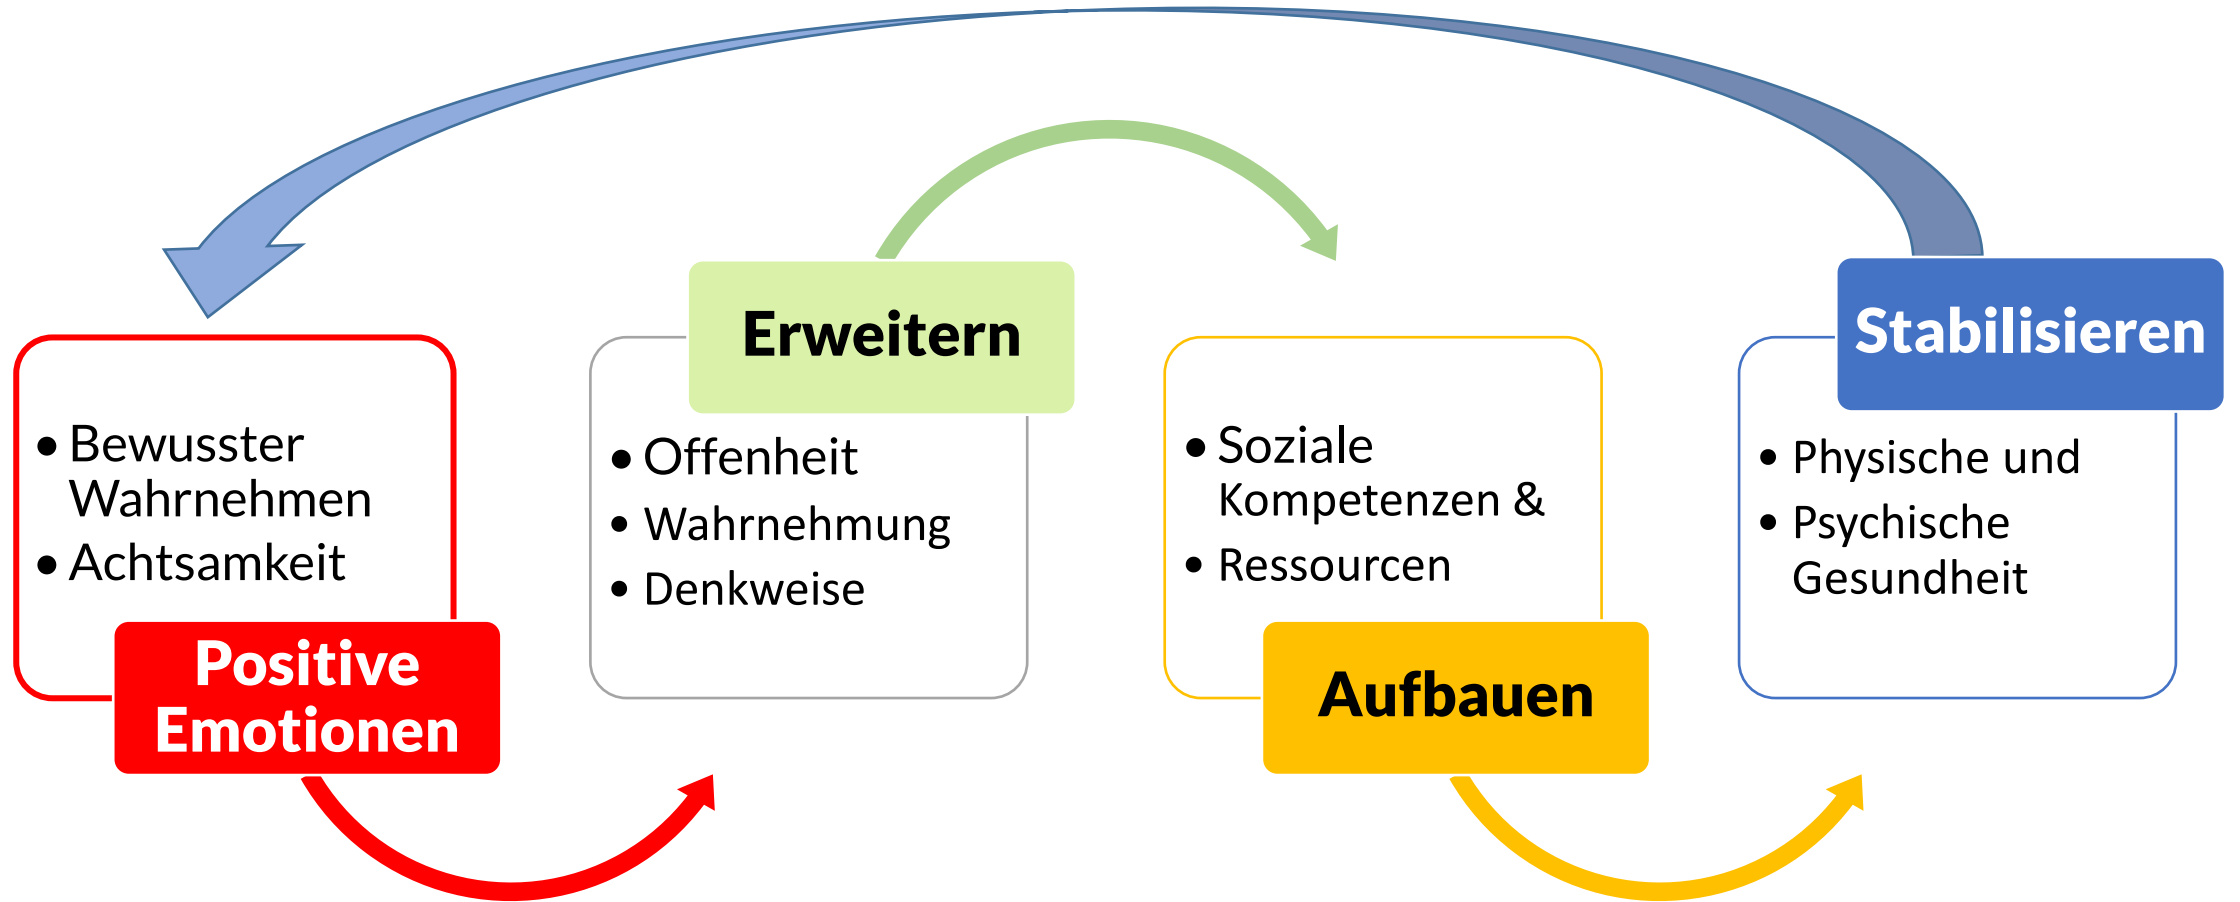 • Bewusster
Wahrnehmen
• Achtsamkeit
Positive
Emotionen
Erweitern
• Offenheit
• Wahrnehmung
• Denkweise
• Soziale
Kompetenzen &
• Ressourcen
Aufbauen
Stabilisieren
• Physische und
• Psychische
Gesundheit